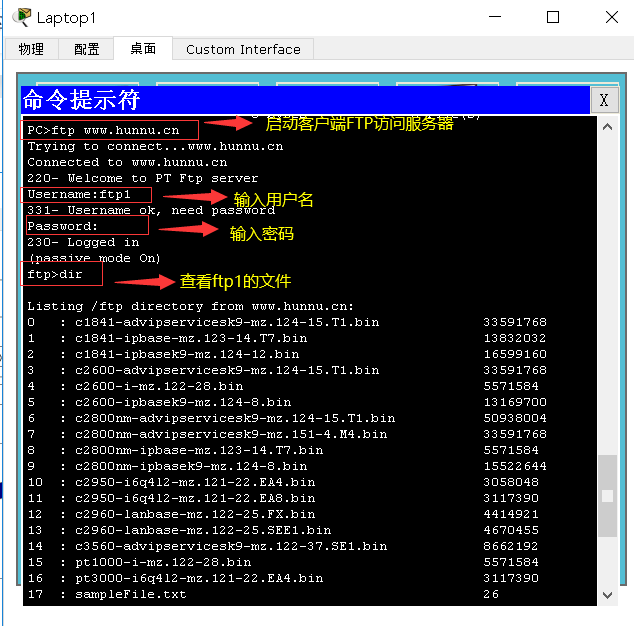 Laptop1
物理 配置 桌面 Custom Interface
命令提示符 X
PC>ftp www.hunnu.cn 启动客户端FTP访问服务器
Trying to connect...www.hunnu.cn
Connected to www.hunnu.cn
220- Welcome to PT Ftp server
Username:ftp1 输入用户名
331- Username ok, need password
Password: 输入密码
230- Logged in
(passive mode On)
ftp>dir 查看ftp1的文件
Listing /ftp directory from www.hunnu.cn:
0 : c1841-advipservicesk9-mz.124-15.T1.bin 33591768
1 : c1841-ipbase-mz.123-14.T7.bin 13832032
2 : c1841-ipbasek9-mz.124-12.bin 16599160
3 : c2600-advipservicesk9-mz.124-15.T1.bin 33591768
4 : c2600-i-mz.122-28.bin 5571584
5 : c2600-ipbasek9-mz.124-8.bin 13169700
6 : c2800nm-advipservicesk9-mz.124-15.T1.bin 50938004
7 : c2800nm-advipservicesk9-mz.151-4.M4.bin 33591768
8 : c2800nm-ipbase-mz.123-14.T7.bin 5571584
9 : c2800nm-ipbasek9-mz.124-8.bin 15522644
10 : c2950-i6q4l2-mz.121-22.EA4.bin 3058048
11 : c2950-i6q4l2-mz.121-22.EA8.bin 3117390
12 : c2960-lanbase-mz.122-25.FX.bin 4414921
13 : c2960-lanbase-mz.122-25.SEE1.bin 4670455
14 : c3560-advipservicesk9-mz.122-37.SE1.bin 8662192
15 : pt1000-i-mz.122-28.bin 5571584
16 : pt3000-i6q4l2-mz.121-22.EA4.bin 3117390
17 : sampleFile.txt 26